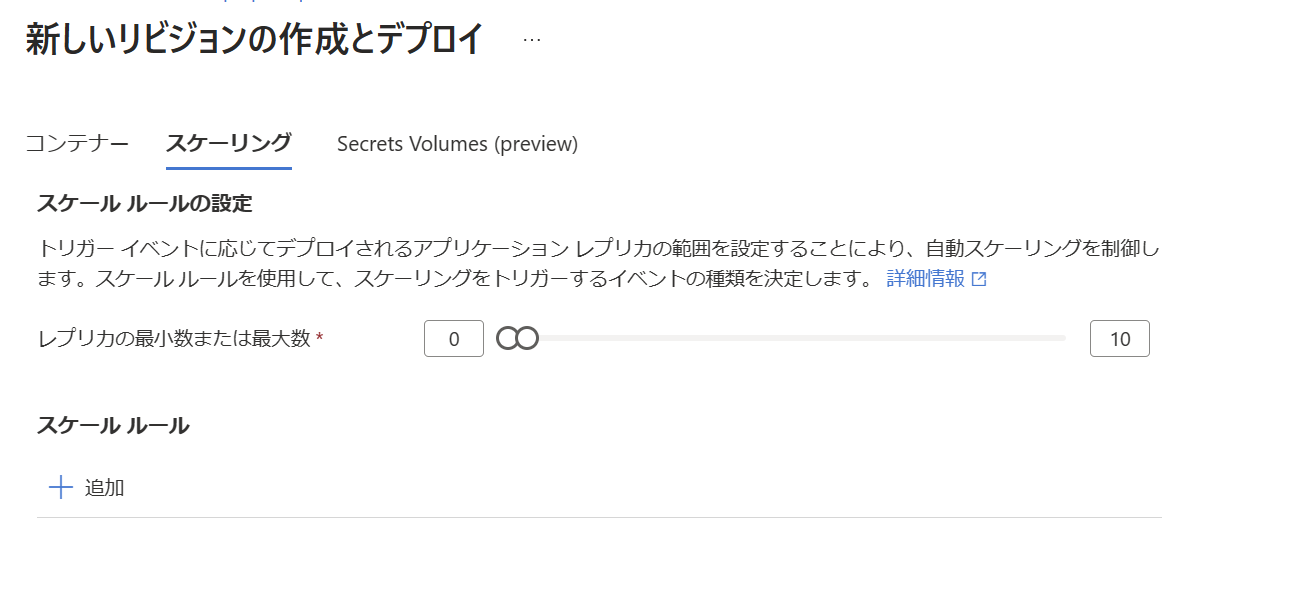 新しいリビジョンの作成とデプロイ ...
コンテナー スケーリング Secrets Volumes (preview)
スケール ルールの設定
トリガー イベントに応じてデプロイされるアプリケーション レプリカの範囲を設定することにより、自動スケーリングを制御し
ます。スケール ルールを使用して、スケーリングをトリガーするイベントの種類を決定します。 詳細情報
レプリカの最小数または最大数 * 0 10
スケール ルール
追加